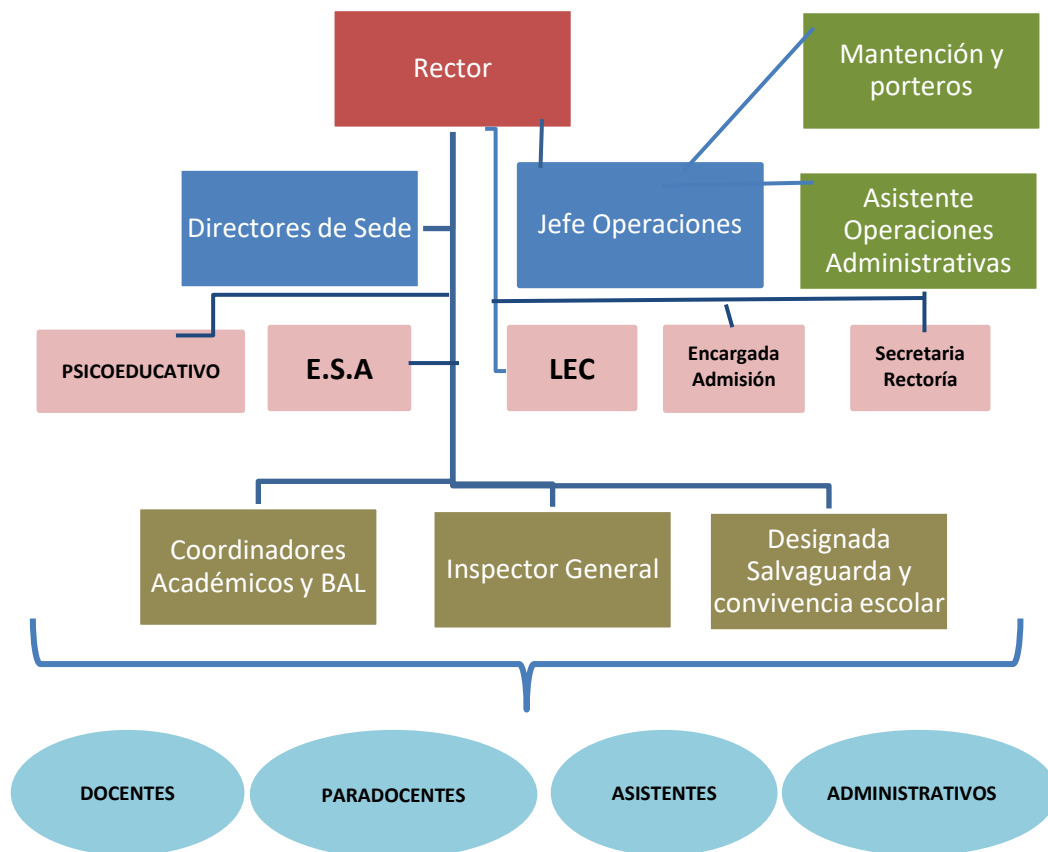 Rector
Mantención y
porteros
Directores de Sede
Jefe Operaciones
Asistente
Operaciones
Administrativas
PSICOEDUCATIVO
E.S.A
LEC
Encargada
Admisión
Secretaria
Rectoría
Coordinadores
Académicos y BAL
Inspector General
Designada
Salvaguarda y
convivencia escolar
DOCENTES
PARADOCENTES
ASISTENTES
ADMINISTRATIVOS